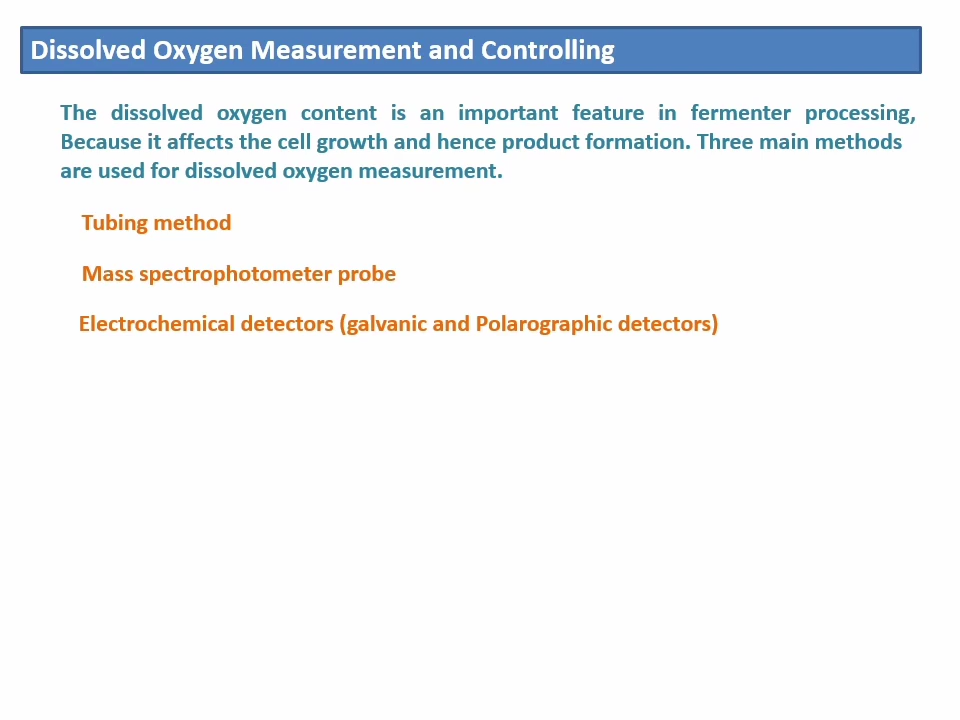 Dissolved Oxygen Measurement and Controlling
The dissolved oxygen content is an important feature in fermenter processing,
Because it affects the cell growth and hence product formation. Three main methods
are used for dissolved oxygen measurement.
Tubing method
Mass spectrophotometer probe
Electrochemical detectors (galvanic and Polarographic detectors)